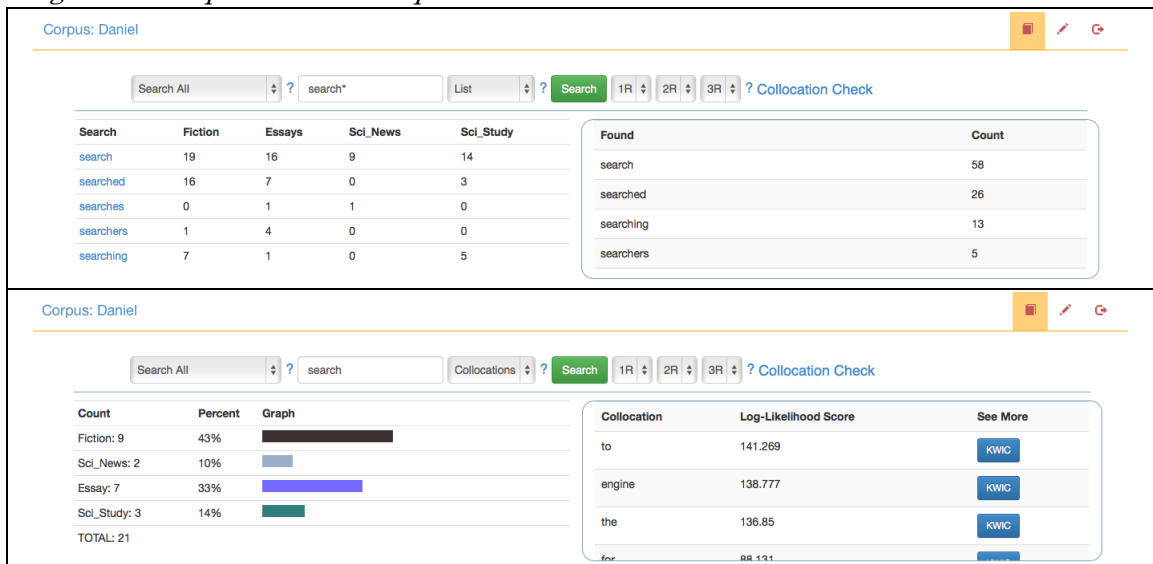 Corpus: Daniel
Search All ? search* List ? Search 1R 2R 3R ? Collocation Check
Search Fiction Essays Sci_News Sci_Study
search 19 16 9 14
searched 16 7 0 3
searches 0 1 1 0
searchers 1 4 0 0
searching 7 1 0 5
Found Count
search 58
searched 26
searching 13
searchers 5
Corpus: Daniel
Search All ? search Collocations ? Search 1R 2R 3R ? Collocation Check
Count Percent Graph
Fiction: 9 43%
Sci_News: 2 10%
Essay: 7 33%
Sci_Study: 3 14%
TOTAL: 21
Collocation Log-Likelihood Score See More
to 141.269 KWIC
engine 138.777 KWIC
the 136.85 KWIC
for 88.131